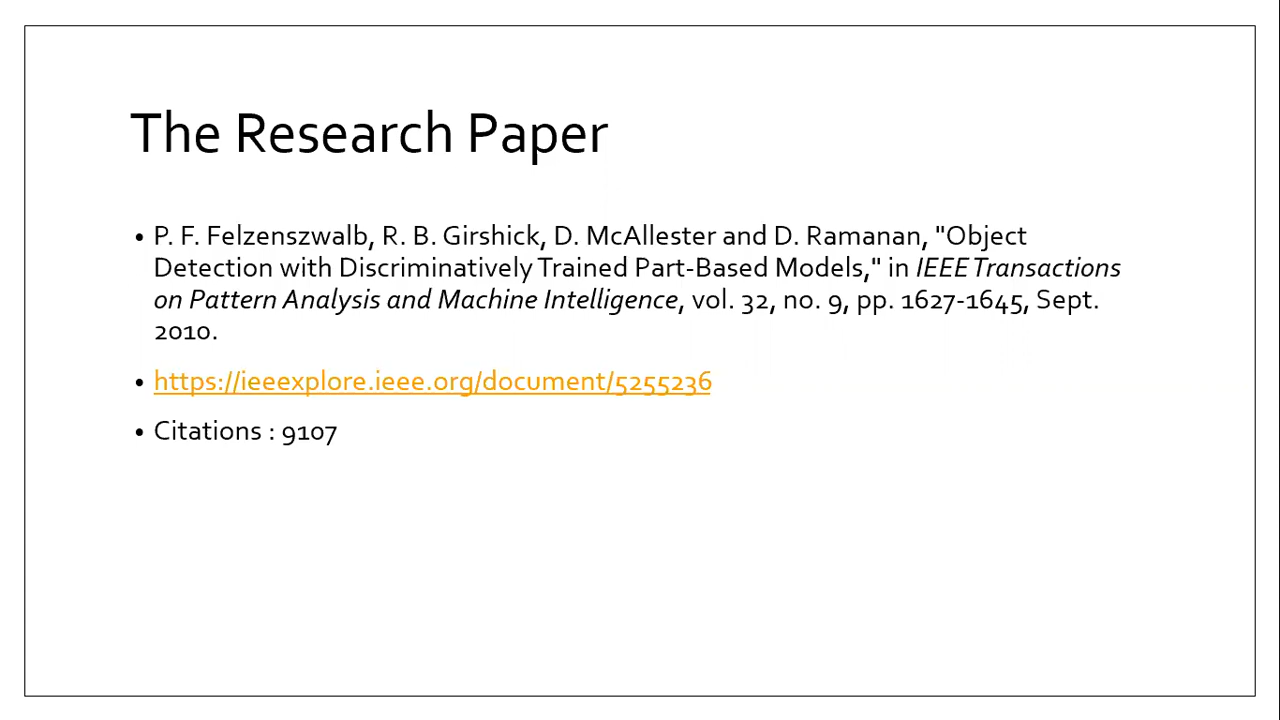 The Research Paper
• P. F. Felzenszwalb, R. B. Girshick, D. McAllester and D. Ramanan, "Object
Detection with Discriminatively Trained Part-Based Models," in IEEE Transactions
on Pattern Analysis and Machine Intelligence, vol. 32, no. 9, pp. 1627-1645, Sept.
2010.
• https://ieeexplore.ieee.org/document/5255236
• Citations : 9107